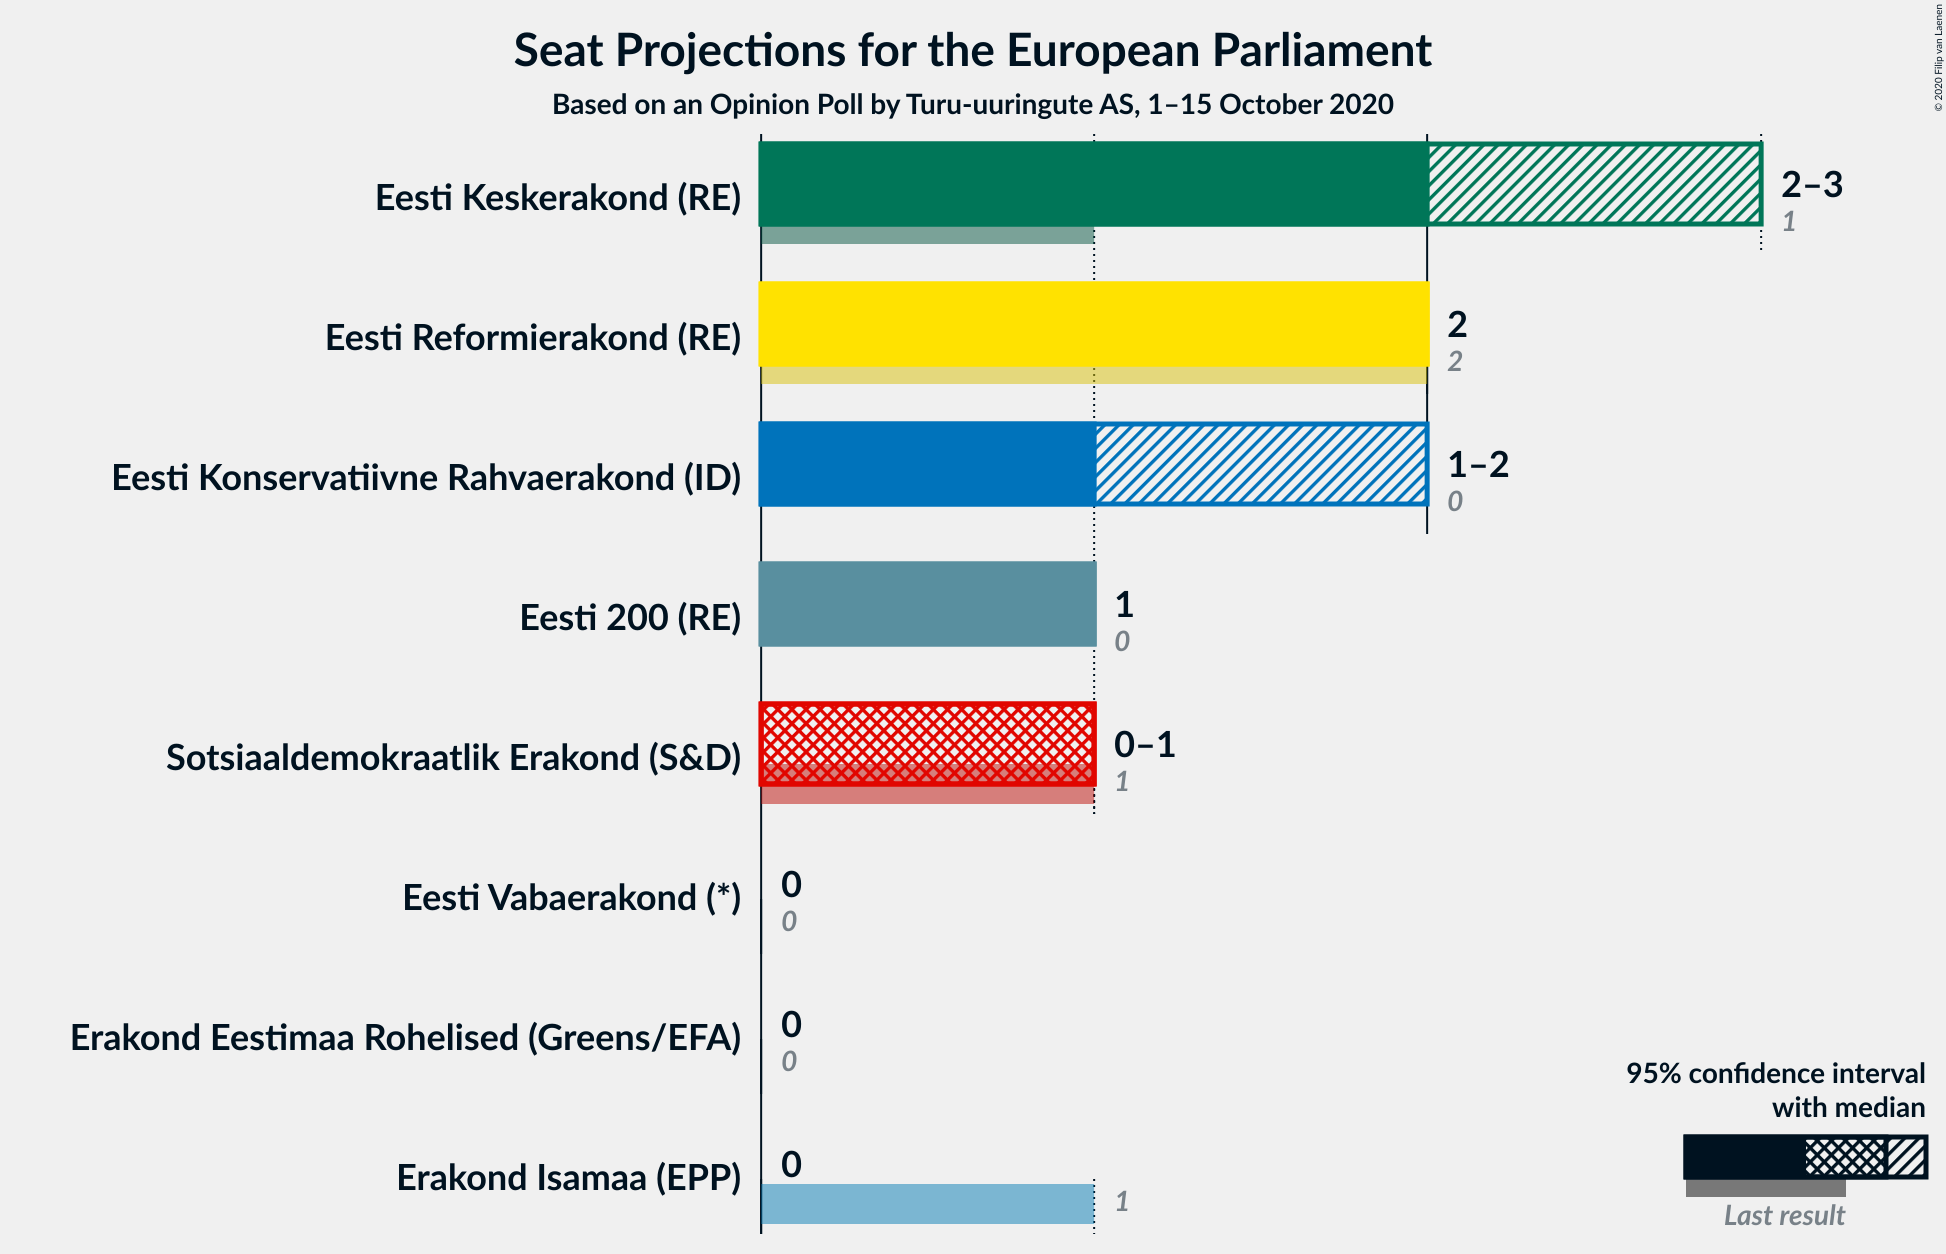 Seat Projections for the European Parliament
Based on an Opinion Poll by Turu-uuringute AS, 1–15 October 2020
© 2020 Filip van Laenen
Eesti Keskerakond (RE)
2–3
1
Eesti Reformierakond (RE)
2
2
Eesti Konservatiivne Rahvaerakond (ID)
1–2
0
Eesti 200 (RE)
1
0
Sotsiaaldemokraatlik Erakond (S&D)
0–1
1
Eesti Vabaerakond (*)
0
0
Erakond Eestimaa Rohelised (Greens/EFA)
0
0
Erakond Isamaa (EPP)
0
1
95% confidence interval
with median
Last result